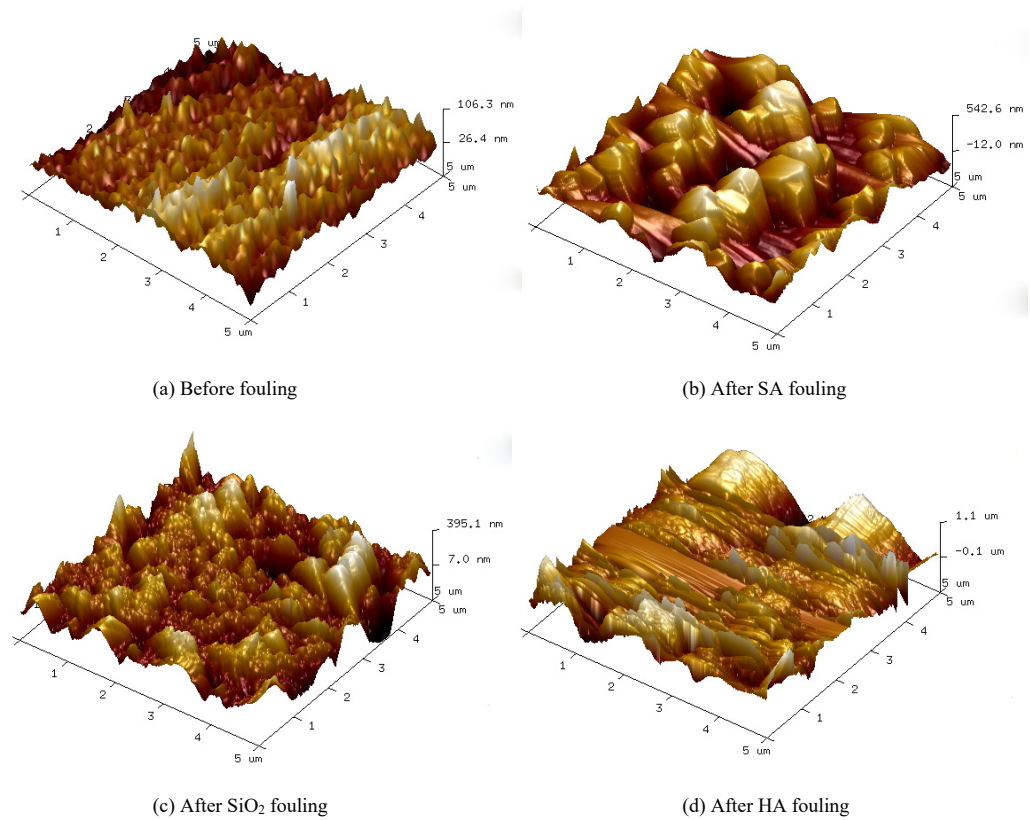 5 um
2
106.3 nm
26.4 nm
5 um
5 um
4
3
2
1
1
2
3
4
5 um
(a) Before fouling
542.6 nm
-12.0 nm
5 um
5 um
4
3
2
1
1
2
3
4
5 um
(b) After SA fouling
395.1 nm
7.0 nm
5 um
5 um
4
3
2
1
1
2
3
4
5 um
(c) After SiO₂ fouling
1.1 um
-0.1 um
5 um
5 um
4
3
2
1
1
2
3
4
5 um
(d) After HA fouling